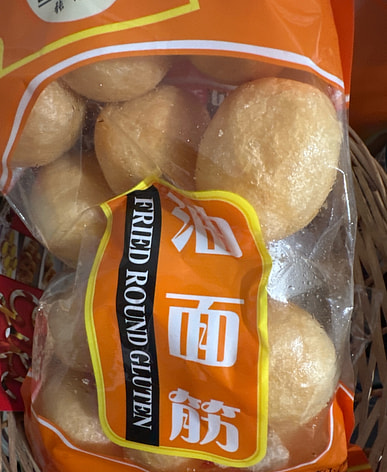 油面筋
FRIED ROUND GLUTEN